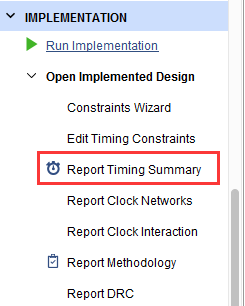 IMPLEMENTATION
Run Implementation
Open Implemented Design
Constraints Wizard
Edit Timing Constraints
Report Timing Summary
Report Clock Networks
Report Clock Interaction
Report Methodology
Report DRC